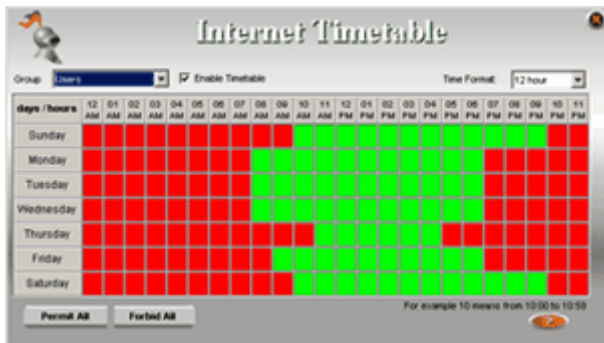 Internet Timetable
Group Users Enable Timetable Time Format: 12 hour
days / hours 12 AM 01 AM 02 AM 03 AM 04 AM 05 AM 06 AM 07 AM 08 AM 09 AM 10 AM 11 AM 12 PM 01 PM 02 PM 03 PM 04 PM 05 PM 06 PM 07 PM 08 PM 09 PM 10 PM 11 PM
Sunday
Monday
Tuesday
Wednesday
Thursday
Friday
Saturday
For example 10 means from 10:00 to 10:59
Permit All Forbid All ?